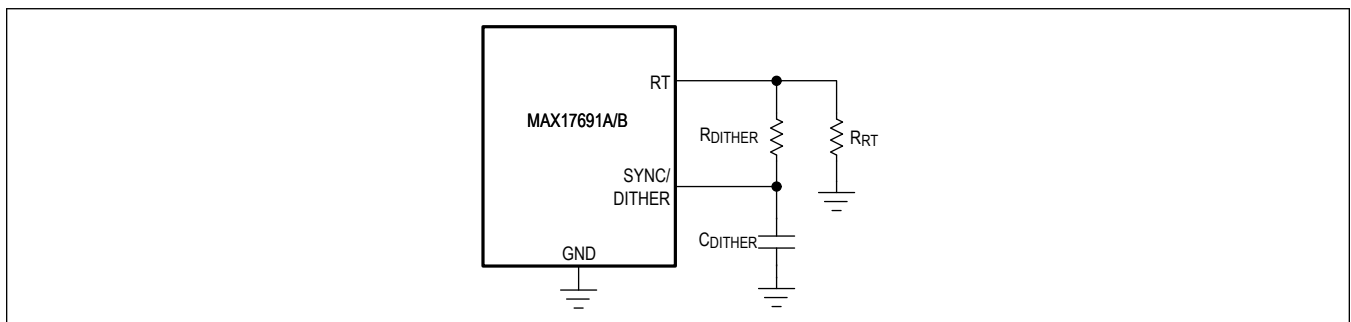 RT
MAX17691A/B
RDITHER
RRT
SYNC/
DITHER
CDITHER
GND